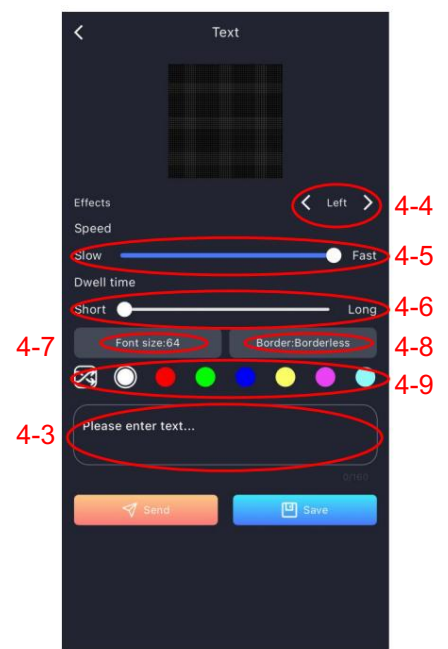 Text
Effects
Left
4-4
Speed
Slow
Fast
4-5
Dwell time
Short
Long
4-6
4-7
Font size:64
Border:Borderless
4-8
4-9
4-3
Please enter text...
Send
Save